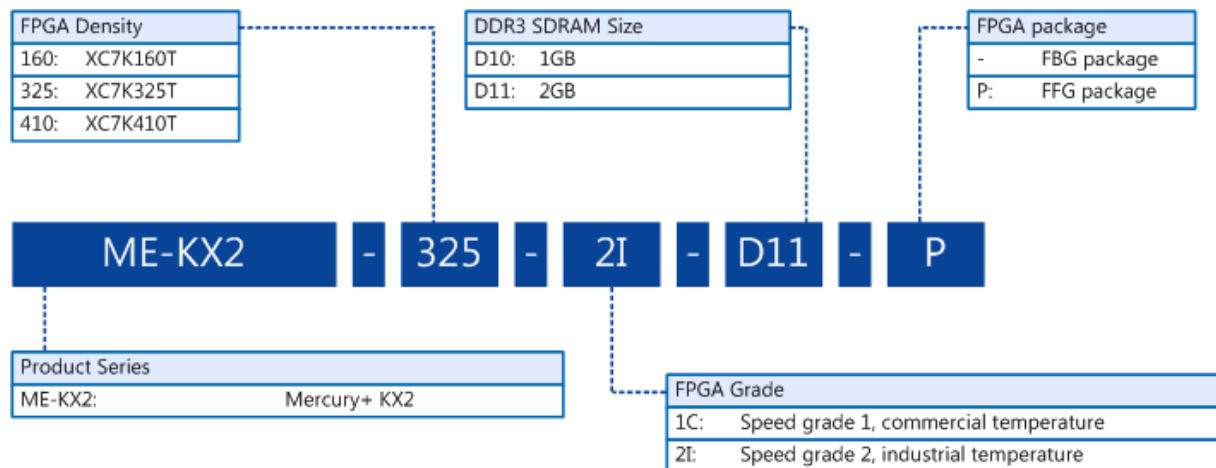 FPGA Density
160: XC7K160T
325: XC7K325T
410: XC7K410T
DDR3 SDRAM Size
D10: 1GB
D11: 2GB
FPGA package
- FBG package
P: FFG package
ME-KX2 - 325 - 2I - D11 - P
Product Series
ME-KX2: Mercury+ KX2
FPGA Grade
1C: Speed grade 1, commercial temperature
2I: Speed grade 2, industrial temperature